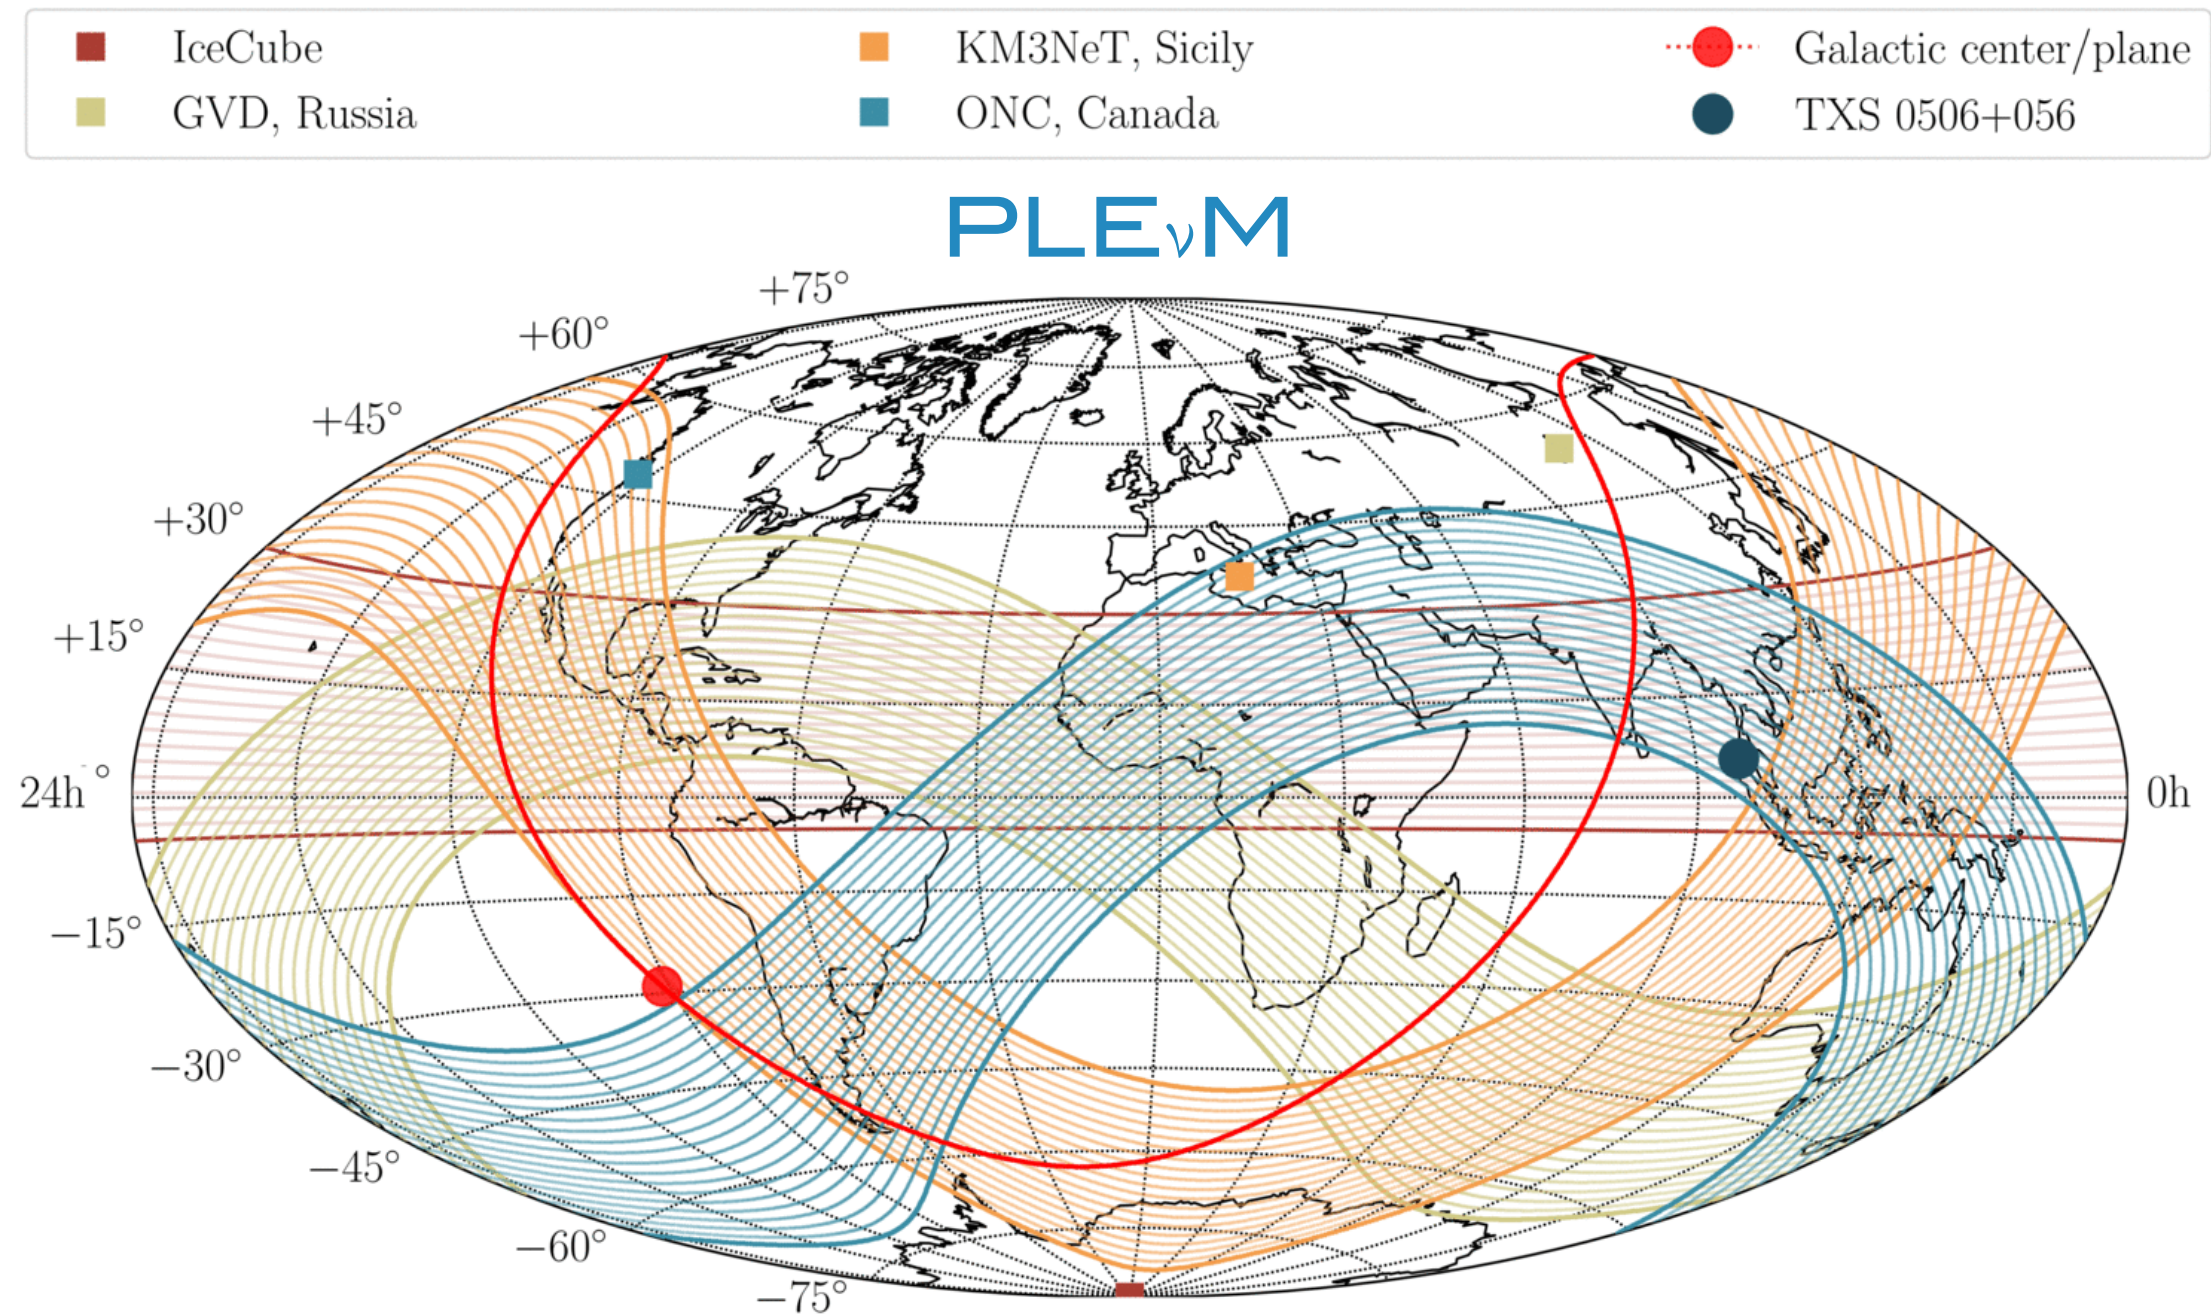 IceCube
KM3NeT, Sicily
Galactic center/plane
GVD, Russia
ONC, Canada
TXS 0506+056
PLEνM
+75°
+60°
+45°
+30°
+15°
24h
°
0h
−15°
−30°
−45°
−60°
−75°